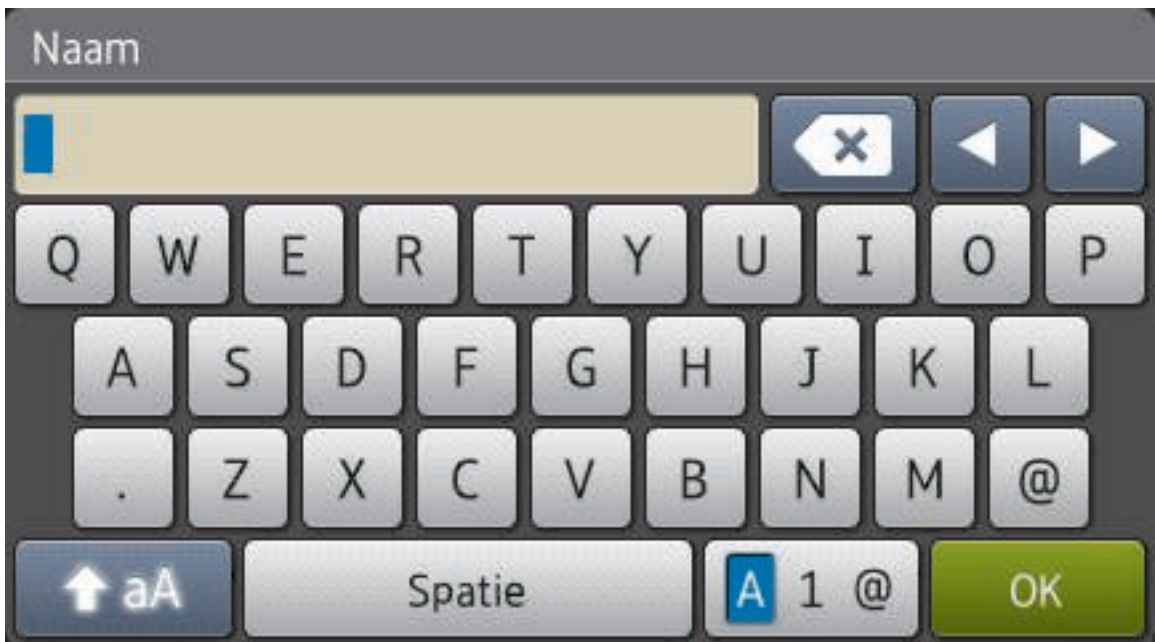 Naam
Q W E R T Y U I O P
A S D F G H J K L
. Z X C V B N M @
aA Spatie A 1 @ OK